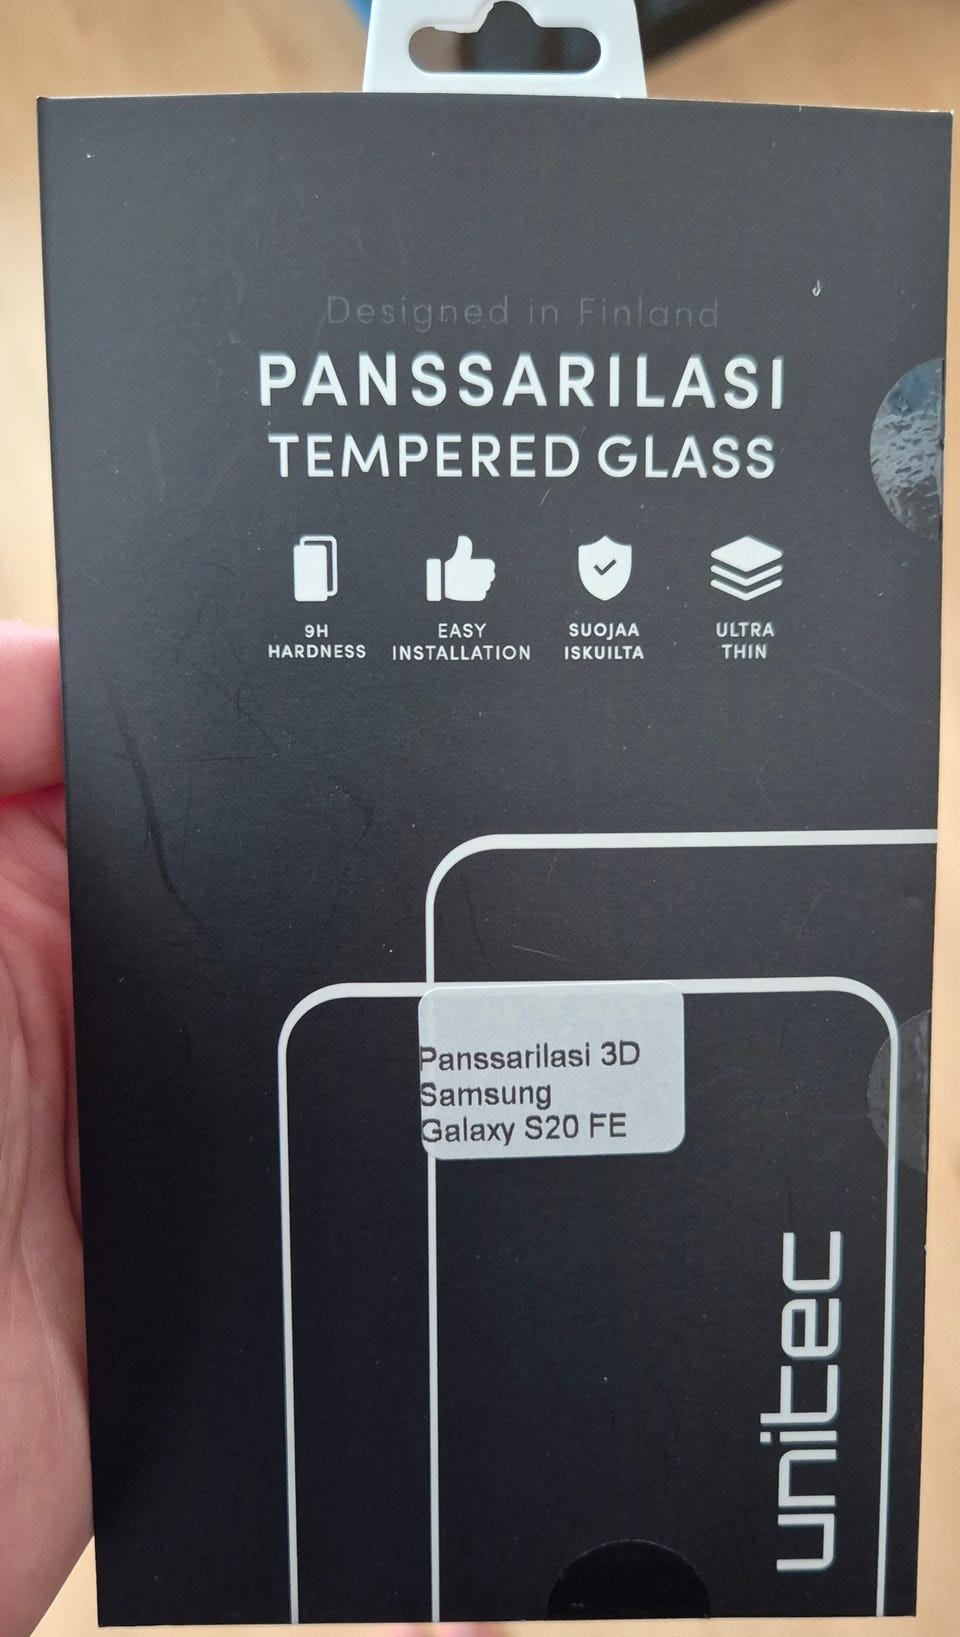 Designed in Finland
PANSSARILASI
TEMPERED GLASS
9H
HARDNESS
EASY
INSTALLATION
SUOJAA
ISKUILTA
ULTRA
THIN
Panssarilasi 3D
Samsung
Galaxy S20 FE
unitec